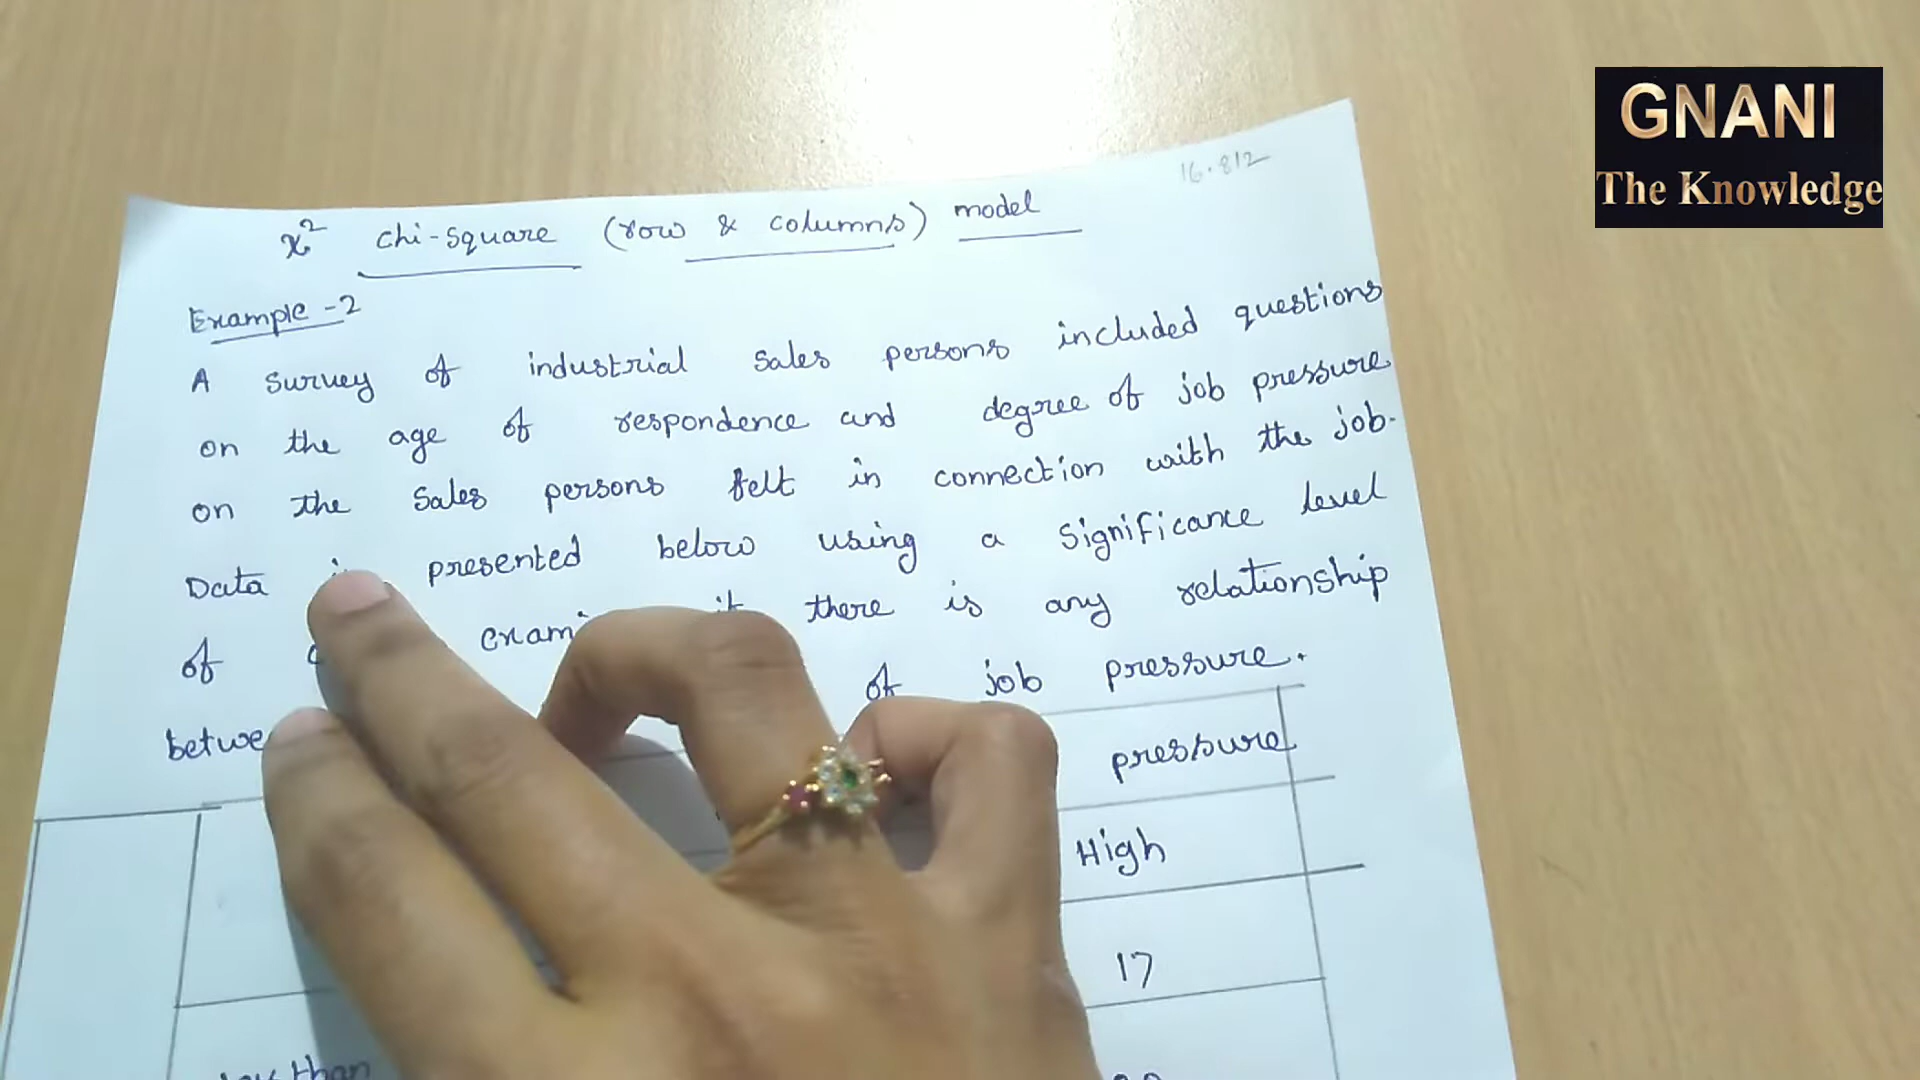 GNANI
The Knowledge
16.812
χ² chi-square (row & columns) model
Example -2
A survey of industrial sales persons included questions
on the age of respondence and degree of job pressure
on the sales persons felt in connection with the job.
Data is presented below using a significance level
of there is any relationship
of job pressure.
pressure
High
17
than